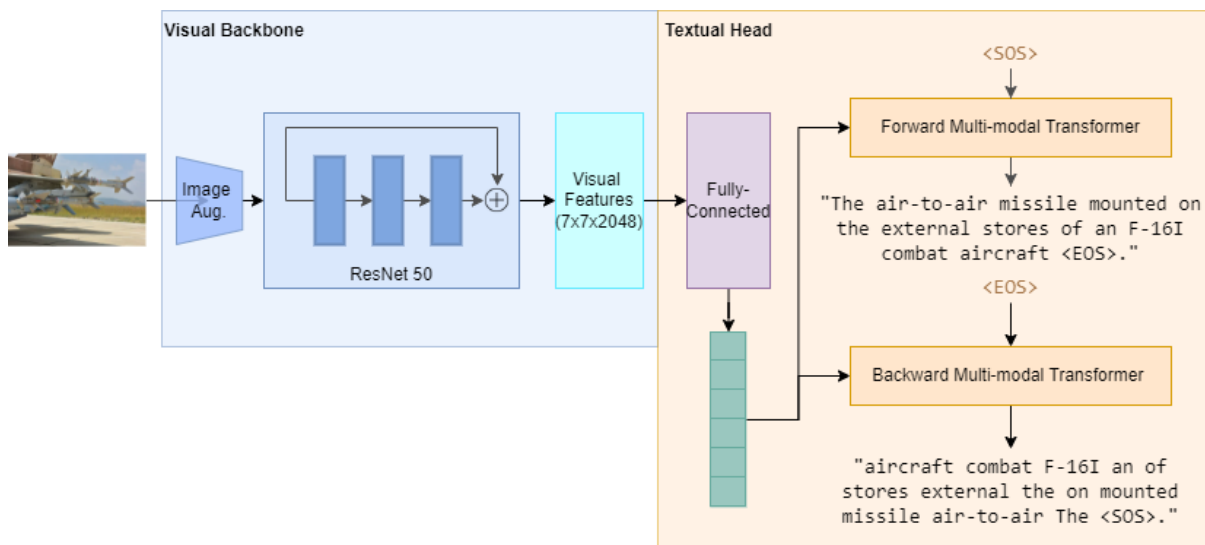 Visual Backbone
Textual Head
Image
Aug.
ResNet 50
Visual
Features
(7x7x2048)
Fully-
Connected
<SOS>
Forward Multi-modal Transformer
"The air-to-air missile mounted on
the external stores of an F-16I
combat aircraft <EOS>."
<EOS>
Backward Multi-modal Transformer
"aircraft combat F-16I an of
stores external the on mounted
missile air-to-air The <SOS>."